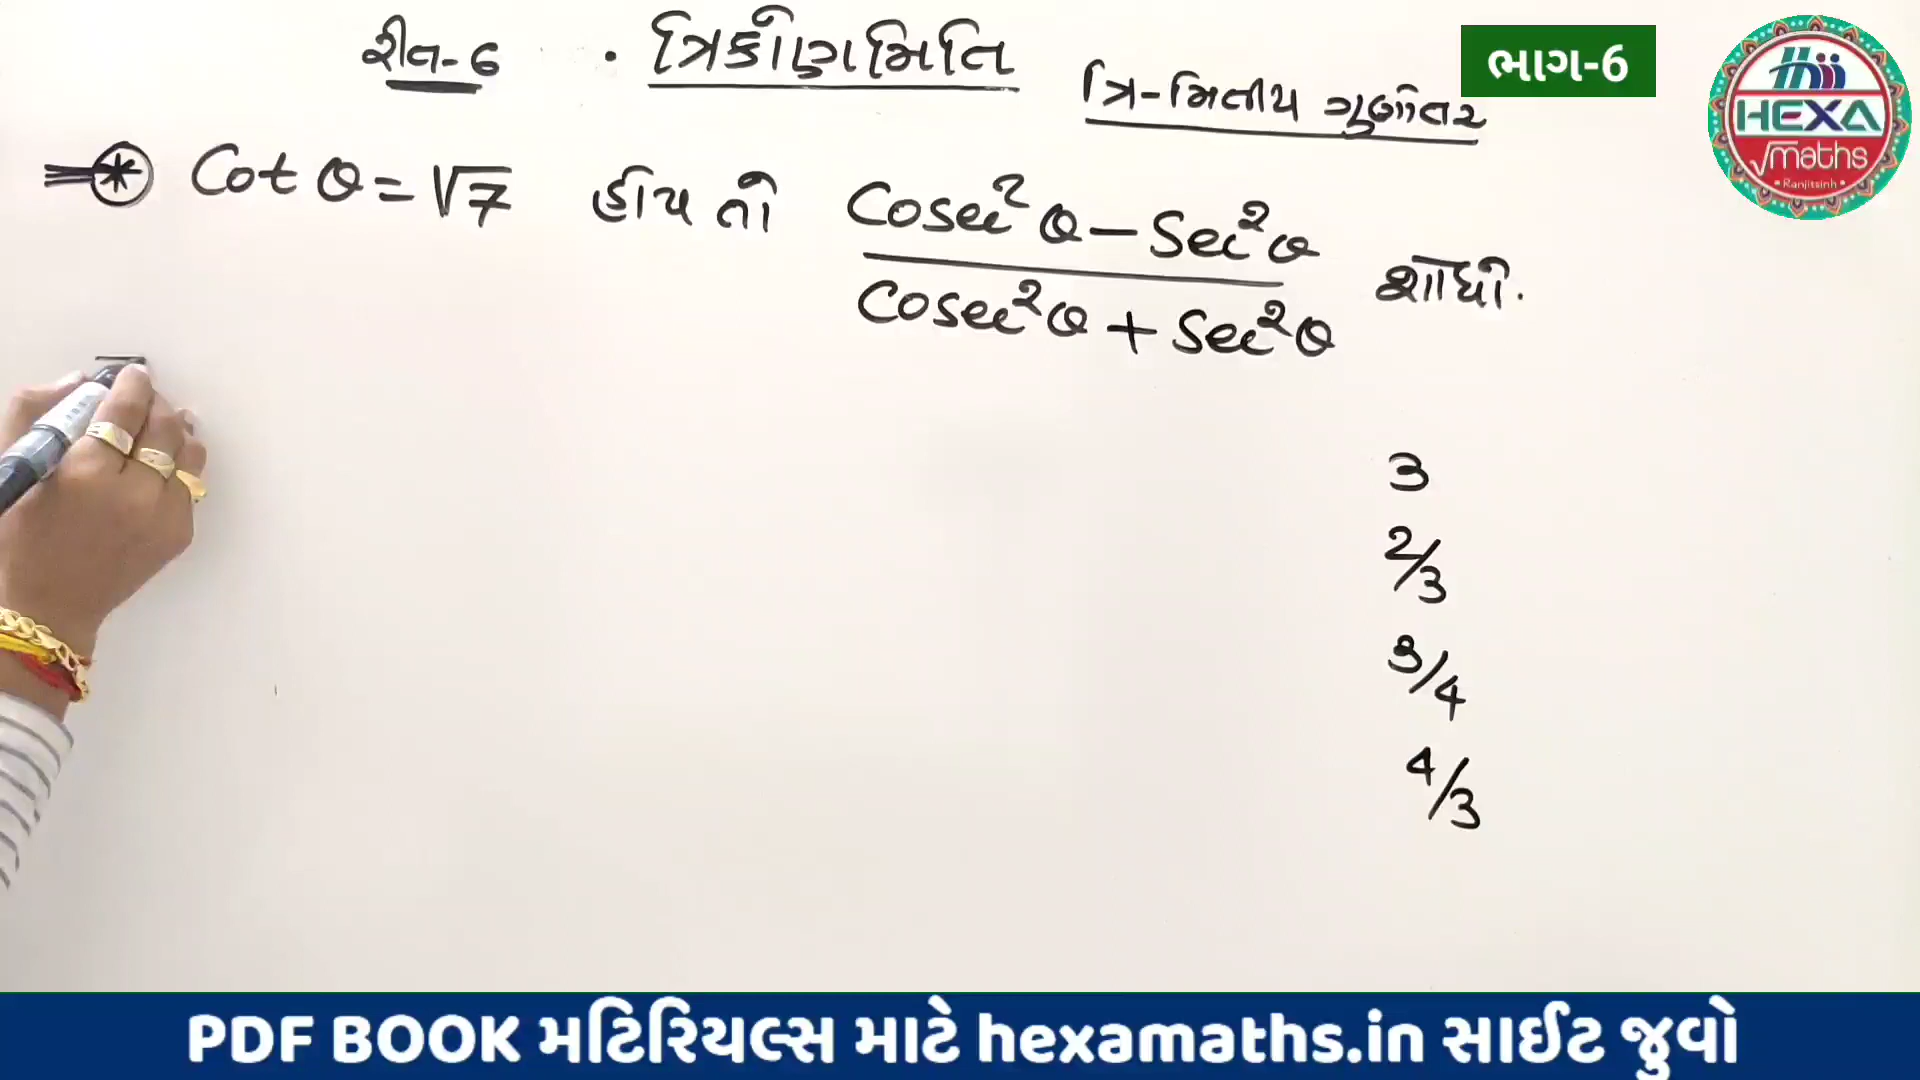 રીત-6 . ત્રિકોણમિતિ
ત્રિ-મિતીય ગુણોત્તર
ભાગ-6
HEXA
√maths
• Ranjitsinh •
Cot θ = √7 હોય તો (Cosec²θ − Sec²θ)/(Cosec²θ + Sec²θ) શોધો.
3
2/3
3/4
4/3
PDF BOOK મટિરિયલ્સ માટે hexamaths.in સાઈટ જુવો